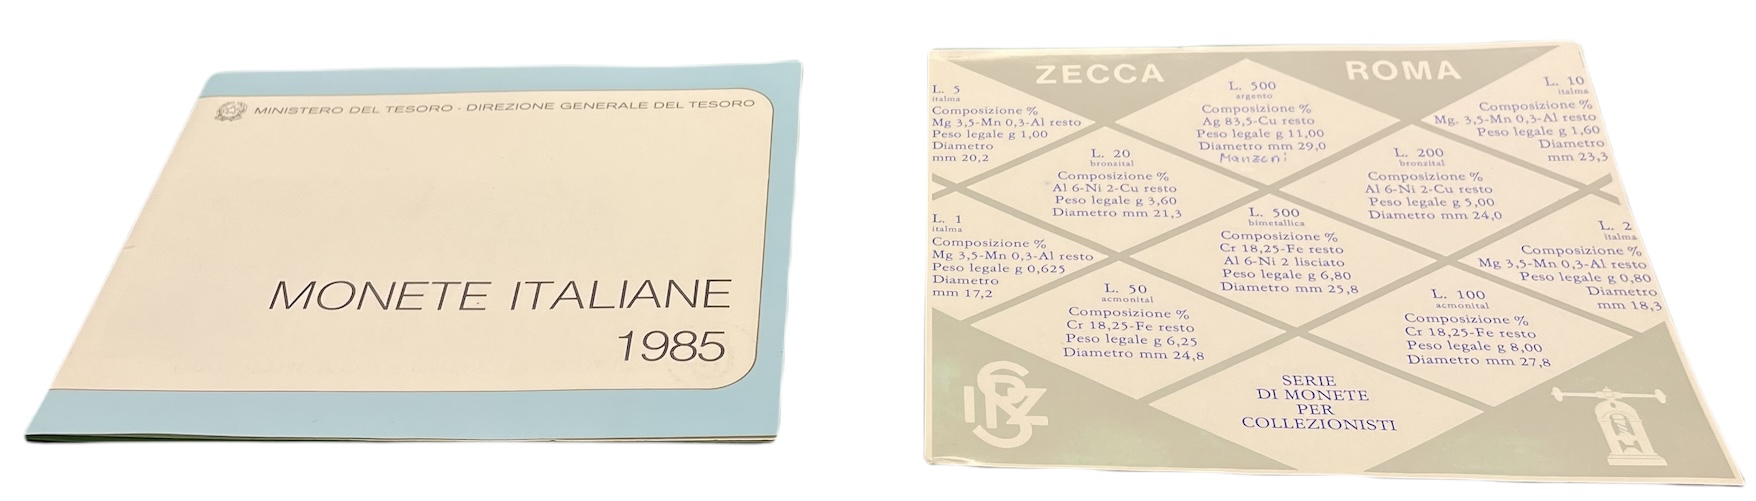 MINISTERO DEL TESORO - DIREZIONE GENERALE DEL TESORO
MONETE ITALIANE
1985
ZECCA ROMA
L. 5
italma
Composizione %
Mg 3,5-Mn 0,3-Al resto
Peso legale g 1,00
Diametro
mm 20,2
L. 500
argento
Composizione %
Ag 83,5-Cu resto
Peso legale g 11,00
Diametro mm 29,0
Manzoni
L. 10
italma
Composizione %
Mg. 3,5-Mn 0,3-Al resto
Peso legale g 1,60
Diametro
mm 23,3
L. 20
bronzital
Composizione %
Al 6-Ni 2-Cu resto
Peso legale g 3,60
Diametro mm 21,3
L. 200
bronzital
Composizione %
Al 6-Ni 2-Cu resto
Peso legale g 5,00
Diametro mm 24,0
L. 1
italma
Composizione %
Mg 3,5-Mn 0,3-Al resto
Peso legale g 0,625
Diametro
mm 17,2
L. 500
bimetallica
Composizione %
Cr 18,25-Fe resto
Al 6-Ni 2 lisciato
Peso legale g 6,80
Diametro mm 25,8
L. 2
italma
Composizione %
Mg 3,5-Mn 0,3-Al resto
Peso legale g 0,80
Diametro
mm 18,3
L. 50
acmonital
Composizione %
Cr 18,25-Fe resto
Peso legale g 6,25
Diametro mm 24,8
L. 100
acmonital
Composizione %
Cr 18,25-Fe resto
Peso legale g 8,00
Diametro mm 27,8
SERIE
DI MONETE
PER
COLLEZIONISTI